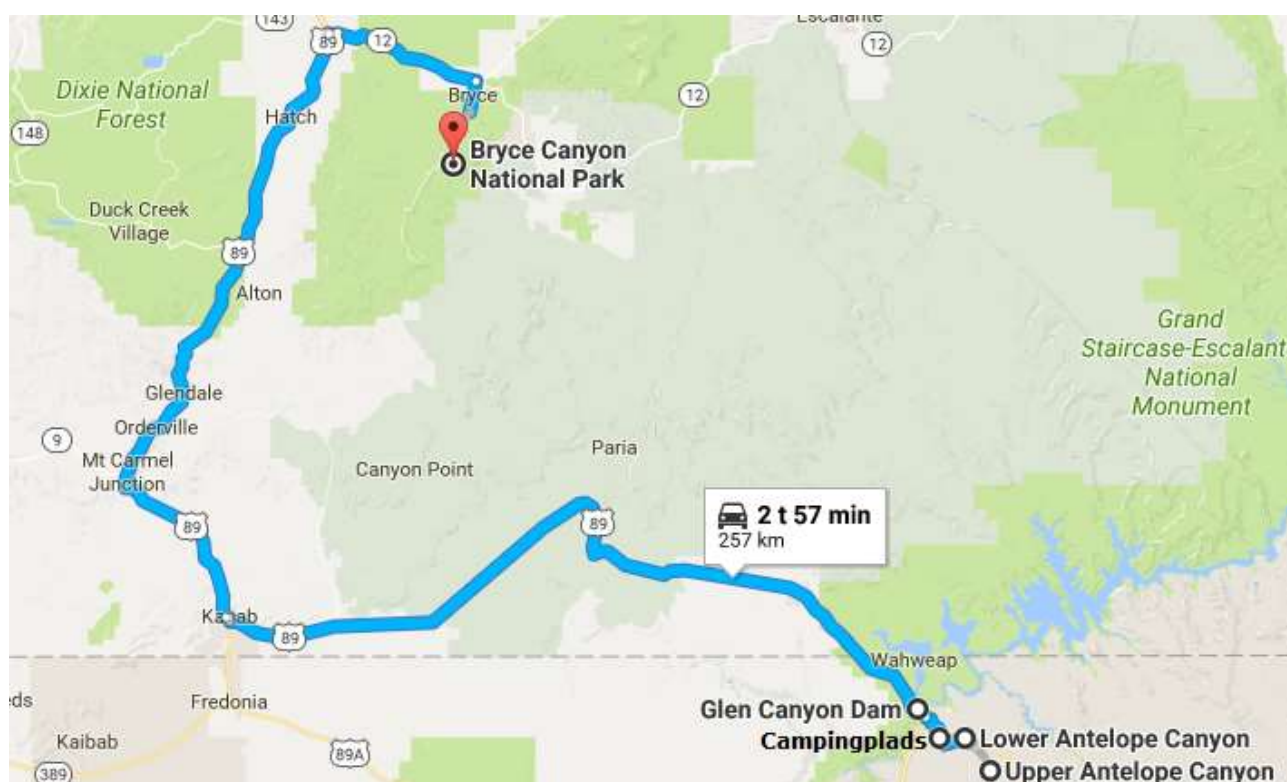 143
Escalante
89
12
12
Dixie National
Forest
Bryce
12
Hatch
148
Bryce Canyon
National Park
Duck Creek
Village
89
Alton
Grand
Staircase-Escalant
National
Monument
Glendale
Orderville
9
Paria
Mt Carmel
Junction
Canyon Point
2 t 57 min
257 km
89
89
Kanab
89
Wahweap
Fredonia
eds
Glen Canyon Dam
Campingplads
Lower Antelope Canyon
Kaibab
89A
389
Upper Antelope Canyon